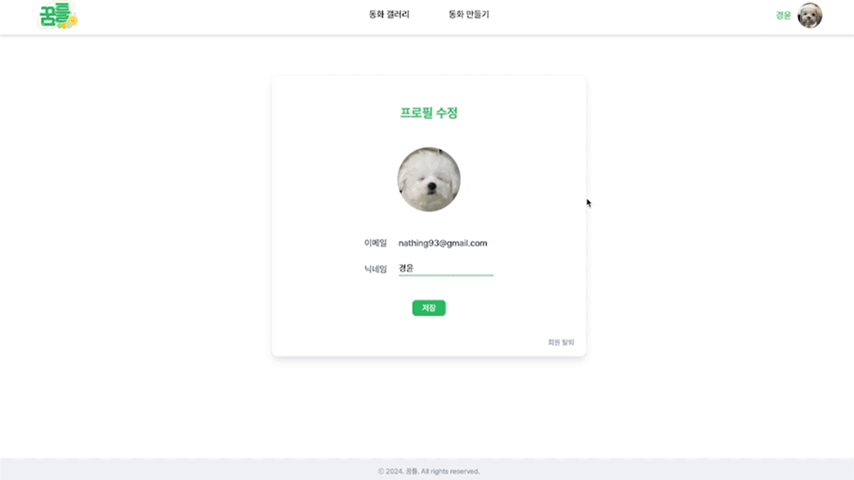 꿈틀
동화 갤러리 동화 만들기 경윤
프로필 수정
이메일 nathing93@gmail.com
닉네임 경윤
저장
회원 탈퇴
© 2024. 꿈틀. All rights reserved.